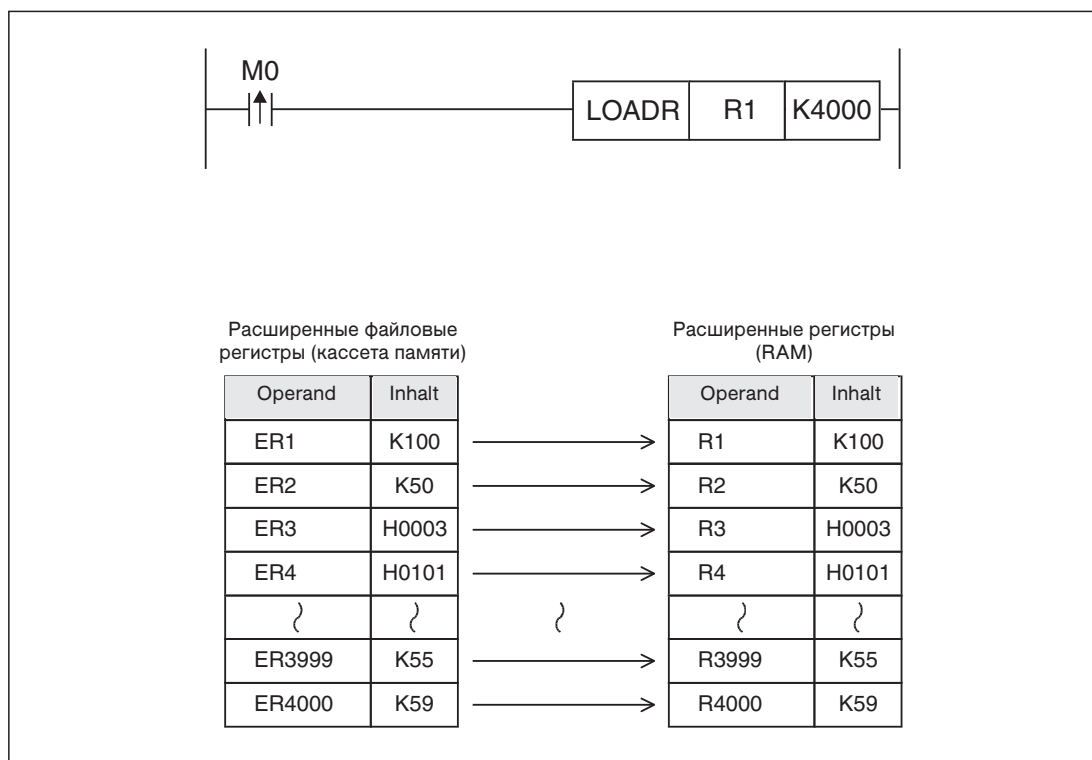 M0
LOADR R1 K4000
Расширенные файловые
регистры (кассета памяти)
Operand Inhalt
ER1 K100
ER2 K50
ER3 H0003
ER4 H0101
ER3999 K55
ER4000 K59
Расширенные регистры
(RAM)
Operand Inhalt
R1 K100
R2 K50
R3 H0003
R4 H0101
R3999 K55
R4000 K59